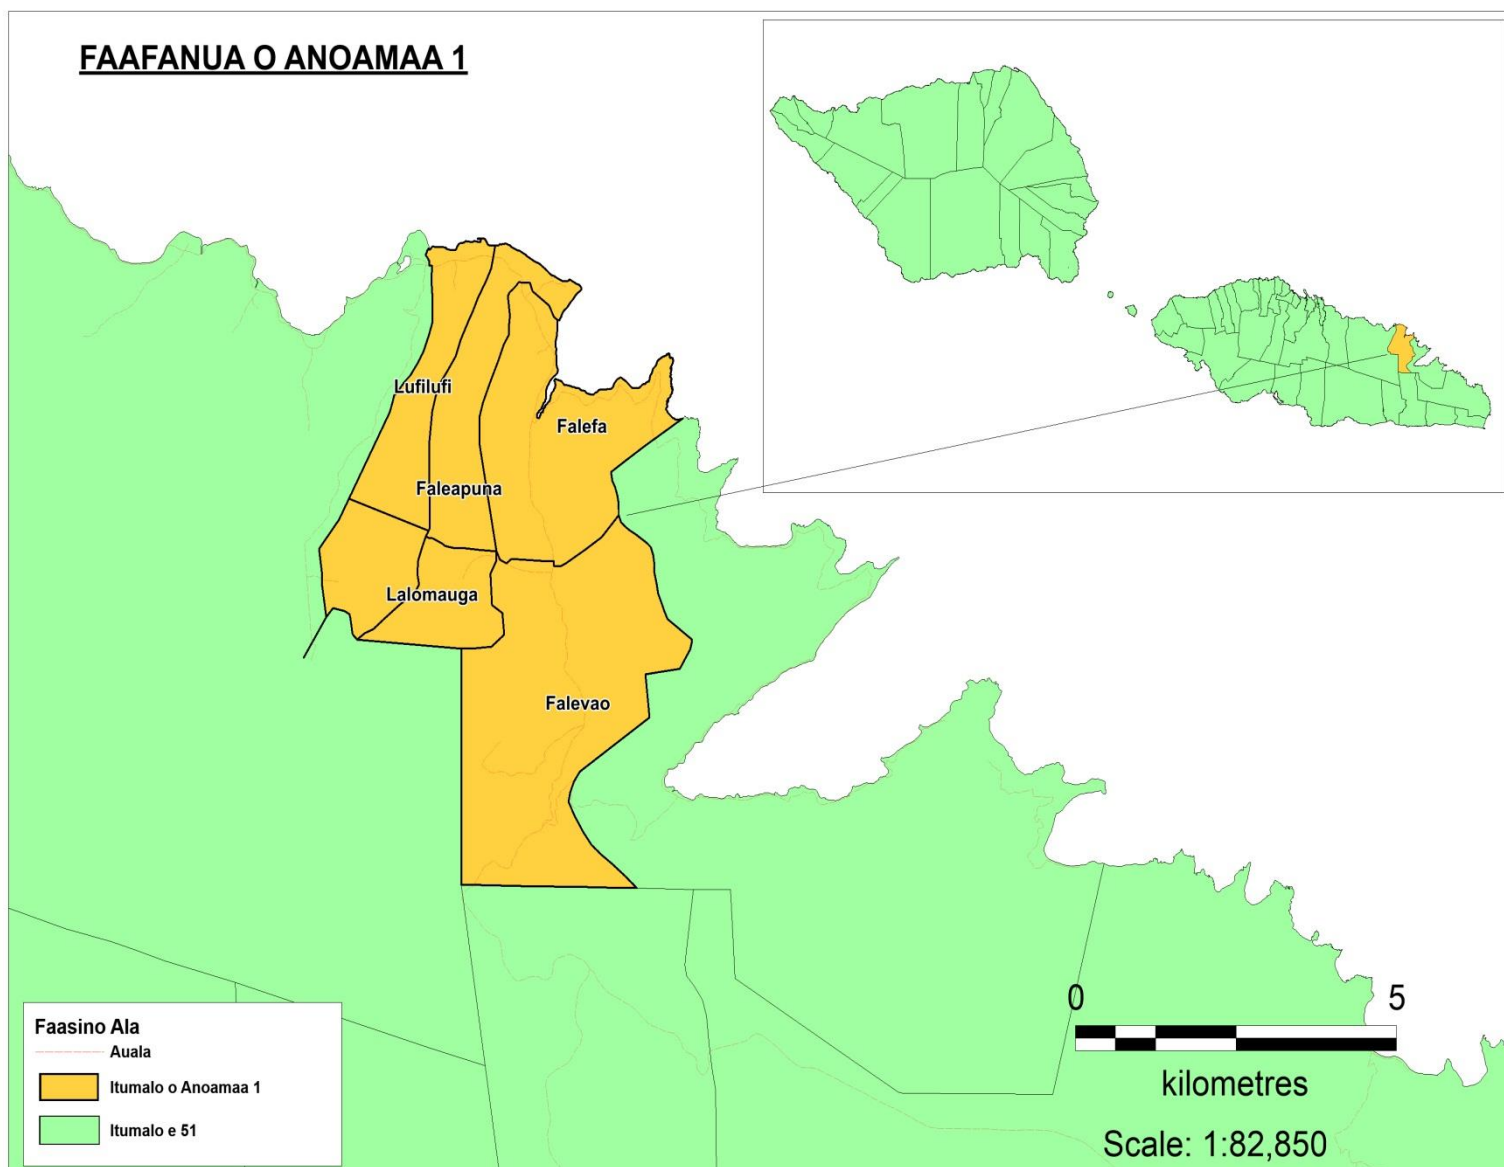 FAAFANUA O ANOAMAA 1
Lufilufi
Falefa
Faleapuna
Lalomauga
Falevao
Faasino Ala
Auala
Itumalo o Anoamaa 1
Itumalo e 51
0 5
kilometres
Scale: 1:82,850